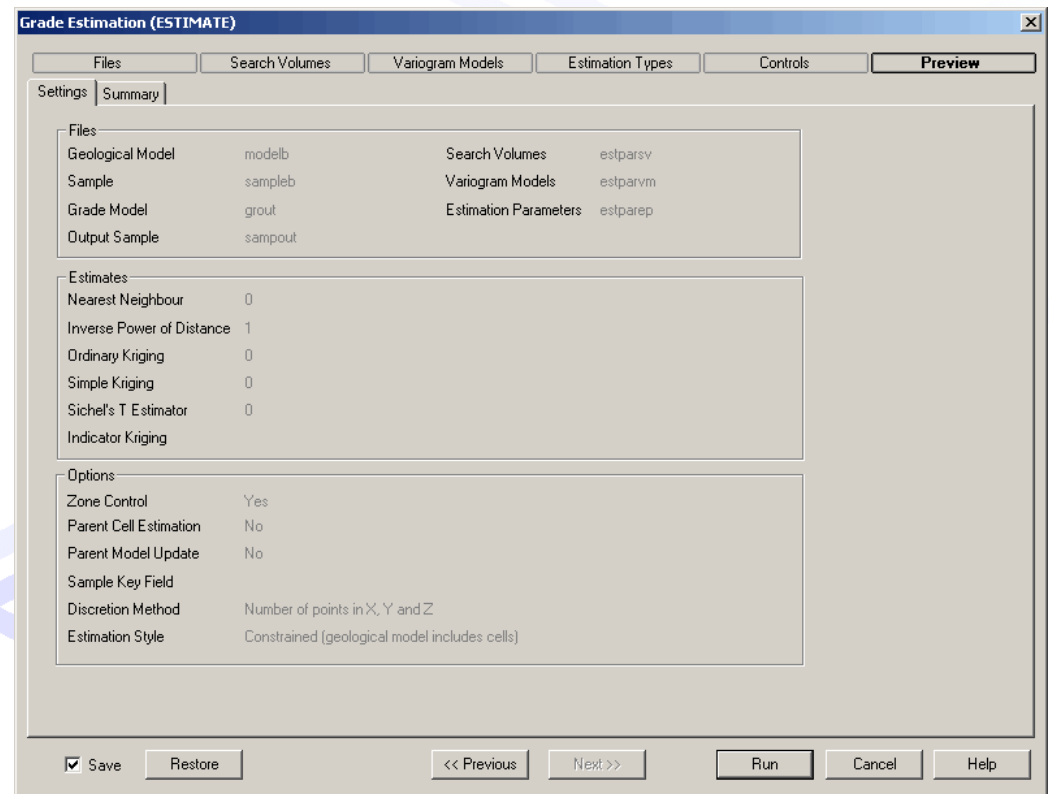 Grade Estimation (ESTIMATE)
Files Search Volumes Variogram Models Estimation Types Controls Preview
Settings Summary
Files
Geological Model modelb Search Volumes estparsv
Sample sampleb Variogram Models estparvm
Grade Model grout Estimation Parameters estparep
Output Sample sampout
Estimates
Nearest Neighbour 0
Inverse Power of Distance 1
Ordinary Kriging 0
Simple Kriging 0
Sichel's T Estimator 0
Indicator Kriging
Options
Zone Control Yes
Parent Cell Estimation No
Parent Model Update No
Sample Key Field
Discretion Method Number of points in X, Y and Z
Estimation Style Constrained (geological model includes cells)
Save Restore << Previous Next >> Run Cancel Help